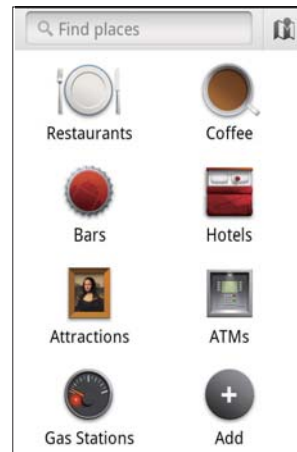 Find places
Restaurants Coffee
Bars Hotels
Attractions ATMs
Gas Stations Add